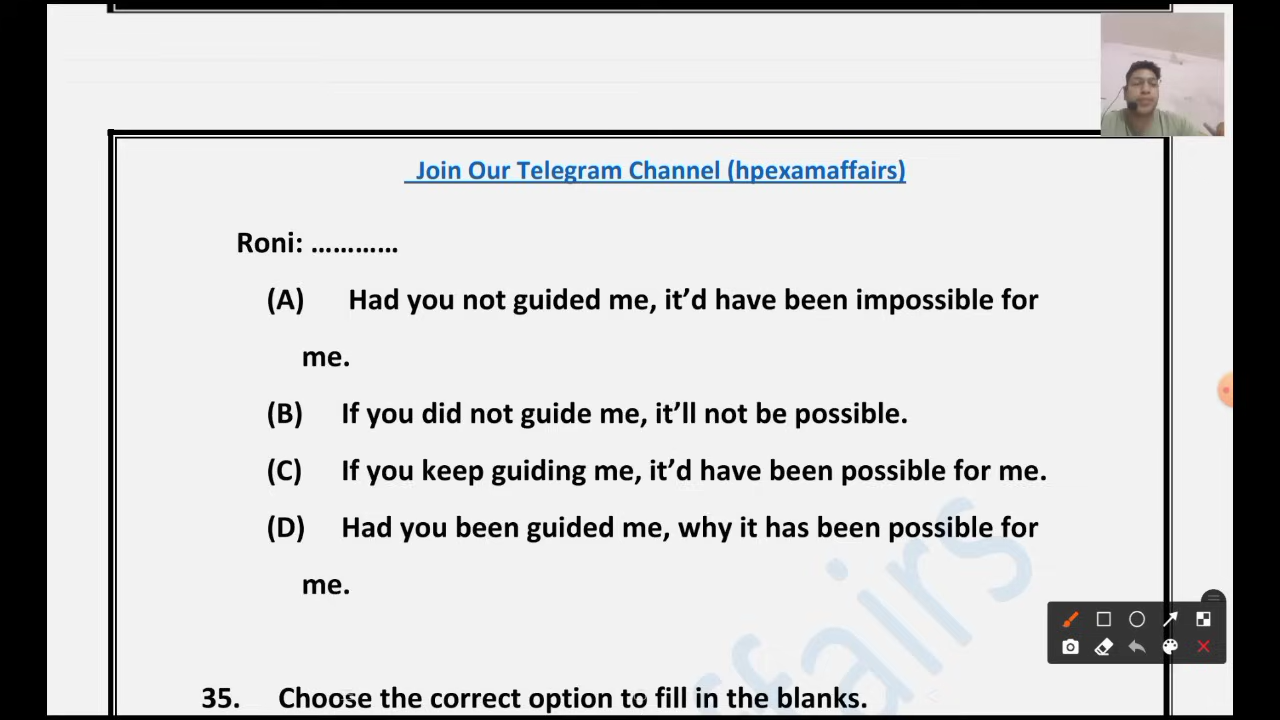 Join Our Telegram Channel (hpexamaffairs)
Roni: …………
(A) Had you not guided me, it’d have been impossible for
me.
(B) If you did not guide me, it’ll not be possible.
(C) If you keep guiding me, it’d have been possible for me.
(D) Had you been guided me, why it has been possible for
me.
ffairs
35. Choose the correct option to fill in the blanks.